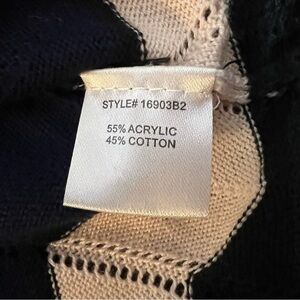 STYLE# 16903B2
55% ACRYLIC
45% COTTON